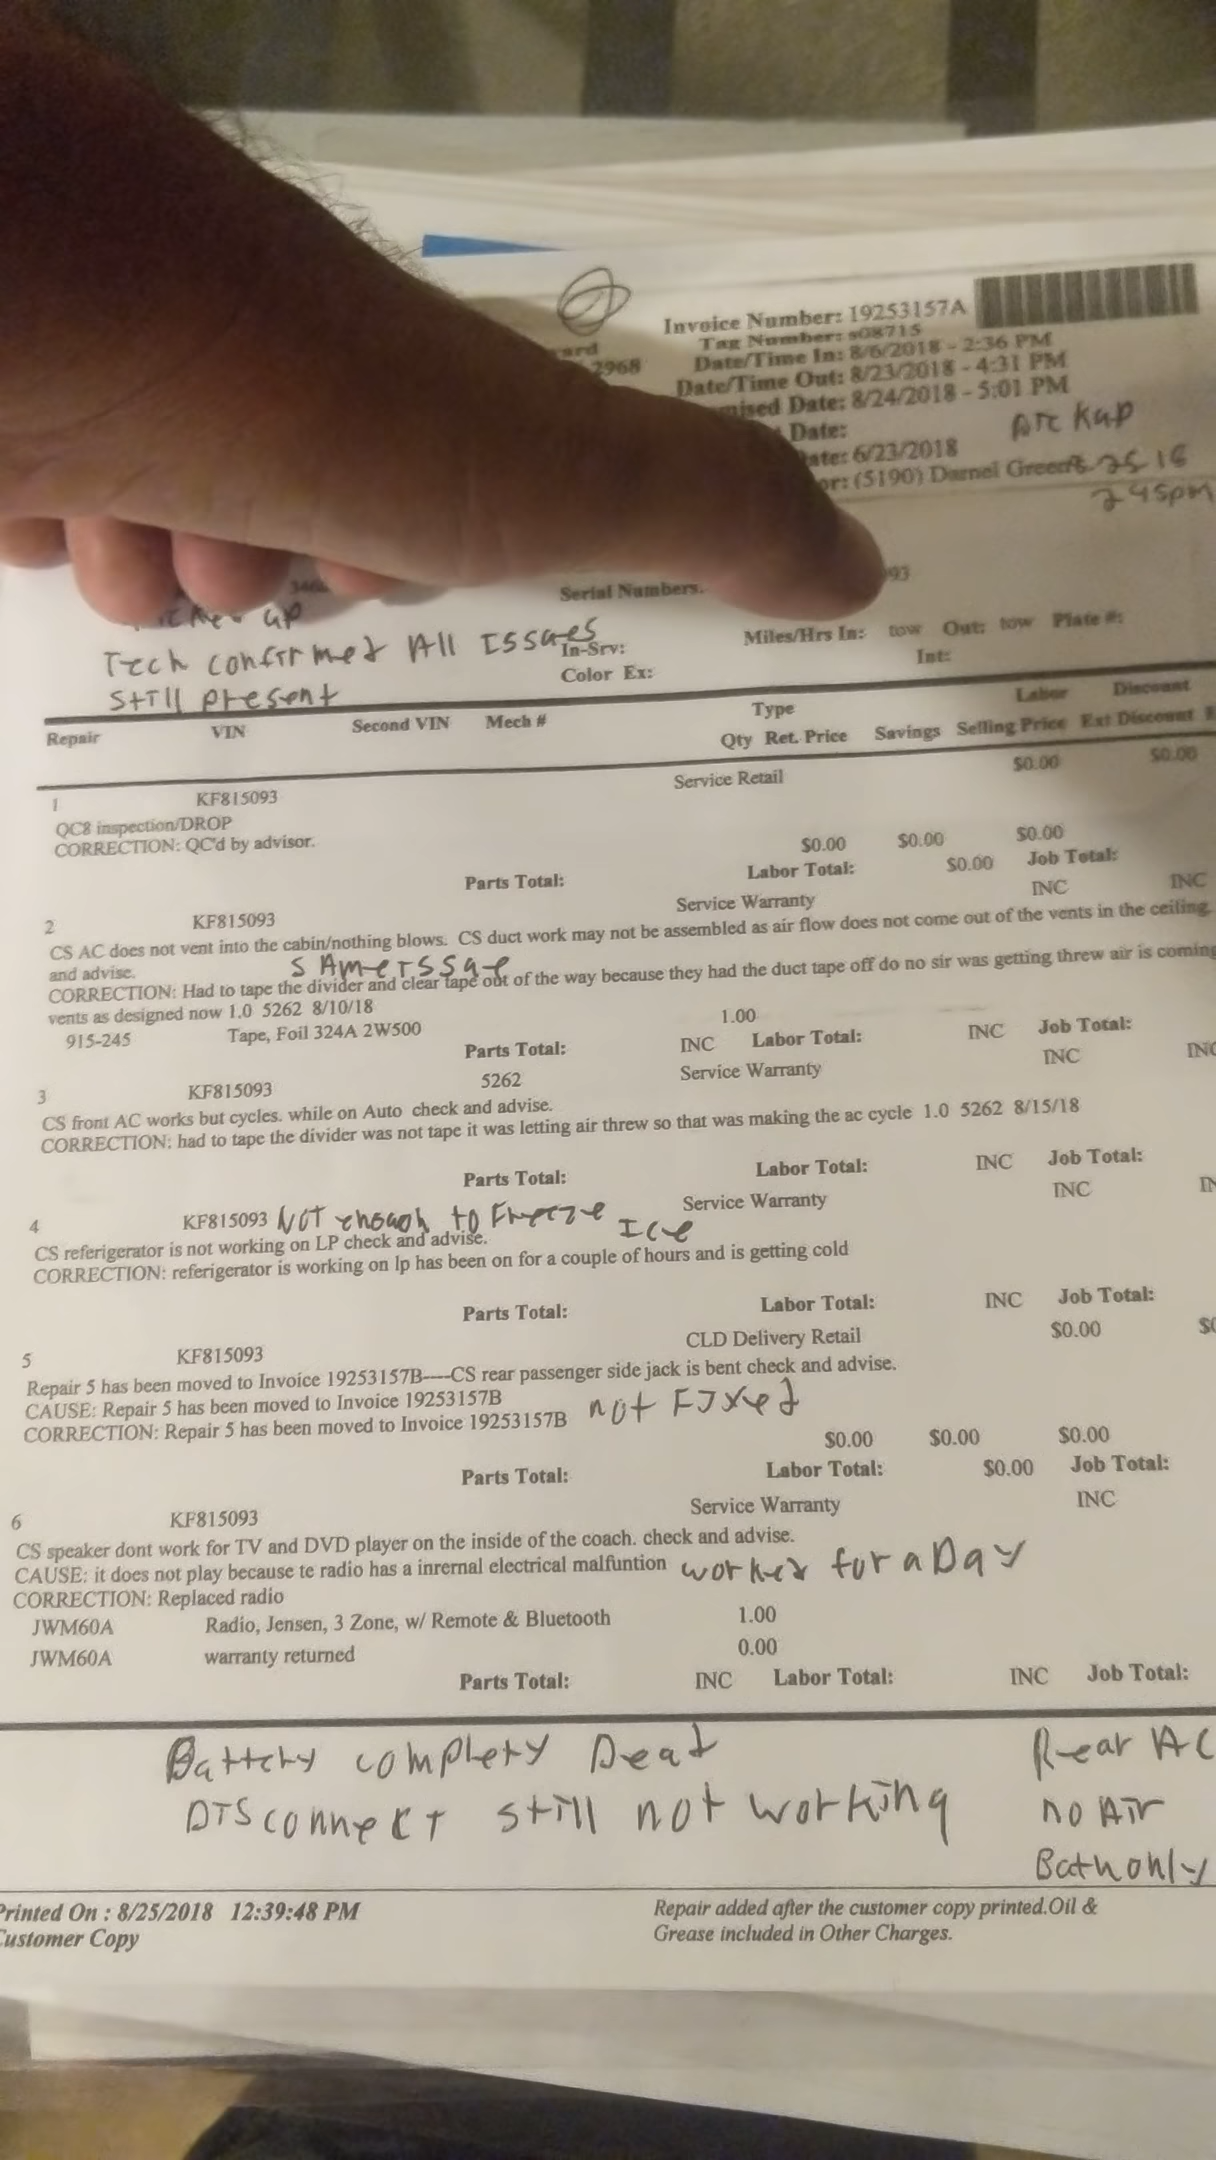 Invoice Number: 19253157A
Tag Number: s08715
2968
Date/Time In: 8/6/2018 - 2:36 PM
Date/Time Out: 8/23/2018 - 4:31 PM
mised Date: 8/24/2018 - 5:01 PM
Date:
ate: 6/23/2018
or: (5190) Darnel Green
245pm
93
Serial Numbers.
up
Miles/Hrs In: tow Out: tow Plate #:
Tech confirmed All Issues
In-Srv:
Int:
Still present
Color Ex:
Repair VIN Second VIN Mech # Type Labor Discount
Qty Ret. Price Savings Selling Price Ext Discount
1 KF815093 Service Retail $0.00 $0.00
QC8 inspection/DROP
CORRECTION: QC'd by advisor.
$0.00 $0.00 $0.00
Parts Total: Labor Total: $0.00 Job Total:
2 KF815093 Service Warranty INC INC
CS AC does not vent into the cabin/nothing blows. CS duct work may not be assembled as air flow does not come out of the vents in the ceiling.
and advise. SAme Issue
CORRECTION: Had to tape the divider and clear tape out of the way because they had the duct tape off do no sir was getting threw air is coming
vents as designed now 1.0 5262 8/10/18
915-245 Tape, Foil 324A 2W500 1.00
Parts Total: INC Labor Total: INC Job Total:
3 KF815093 5262 Service Warranty INC INC
CS front AC works but cycles. while on Auto check and advise.
CORRECTION: had to tape the divider was not tape it was letting air threw so that was making the ac cycle 1.0 5262 8/15/18
Parts Total: Labor Total: INC Job Total:
4 KF815093 Service Warranty INC
Not enough to Freeze Ice
CS referigerator is not working on LP check and advise.
CORRECTION: referigerator is working on lp has been on for a couple of hours and is getting cold
Parts Total: Labor Total: INC Job Total:
5 KF815093 CLD Delivery Retail $0.00
Repair 5 has been moved to Invoice 19253157B----CS rear passenger side jack is bent check and advise.
CAUSE: Repair 5 has been moved to Invoice 19253157B
CORRECTION: Repair 5 has been moved to Invoice 19253157B not FIxed
$0.00 $0.00 $0.00
Parts Total: Labor Total: $0.00 Job Total:
6 KF815093 Service Warranty INC
CS speaker dont work for TV and DVD player on the inside of the coach. check and advise.
CAUSE: it does not play because te radio has a inrernal electrical malfuntion worked for a Day
CORRECTION: Replaced radio
JWM60A Radio, Jensen, 3 Zone, w/ Remote & Bluetooth 1.00
JWM60A warranty returned 0.00
Parts Total: INC Labor Total: INC Job Total:
Battery complety Dead
DISconnect still not working
Rear AC
no Air
Bath only
Printed On : 8/25/2018 12:39:48 PM
Customer Copy
Repair added after the customer copy printed.Oil &
Grease included in Other Charges.